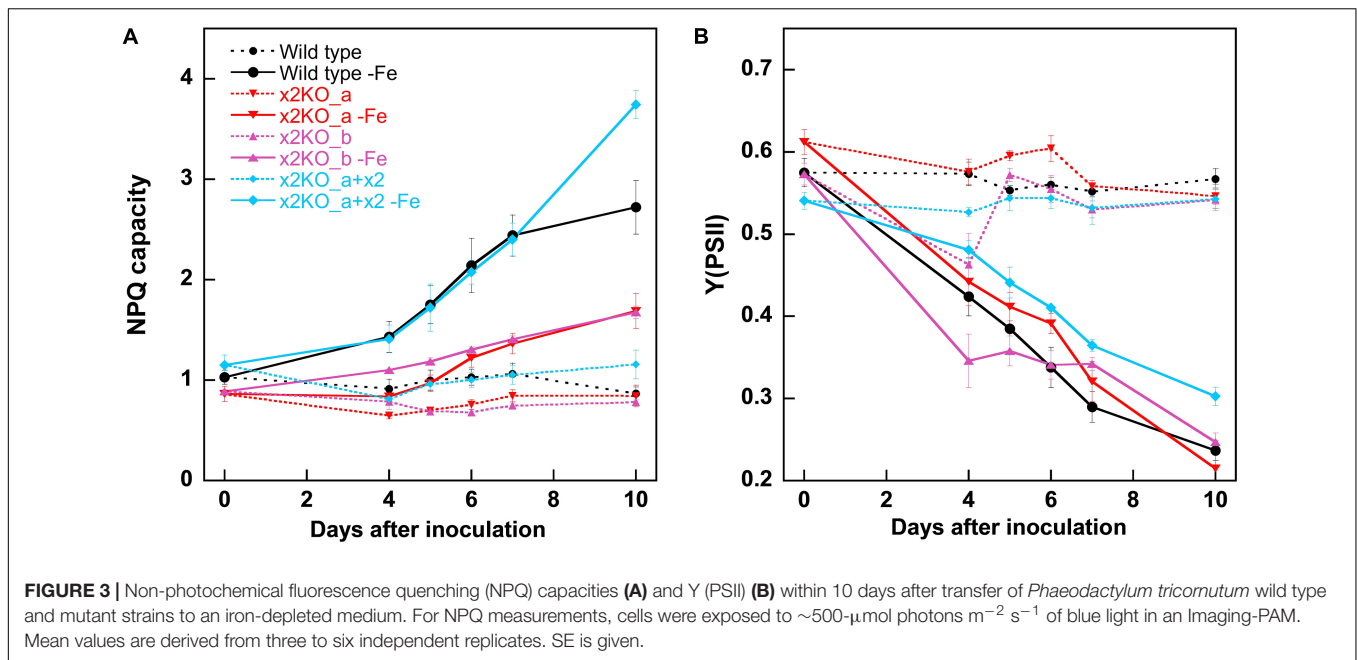 A
B
NPQ capacity
4
3
2
1
0
Wild type
Wild type -Fe
x2KO_a
x2KO_a -Fe
x2KO_b
x2KO_b -Fe
x2KO_a+x2
x2KO_a+x2 -Fe
0 2 4 6 8 10
Days after inoculation
Y(PSII)
0.7
0.6
0.5
0.4
0.3
0.2
0 2 4 6 8 10
Days after inoculation
FIGURE 3 | Non-photochemical fluorescence quenching (NPQ) capacities (A) and Y (PSII) (B) within 10 days after transfer of Phaeodactylum tricornutum wild type
and mutant strains to an iron-depleted medium. For NPQ measurements, cells were exposed to ∼500-μmol photons m⁻² s⁻¹ of blue light in an Imaging-PAM.
Mean values are derived from three to six independent replicates. SE is given.